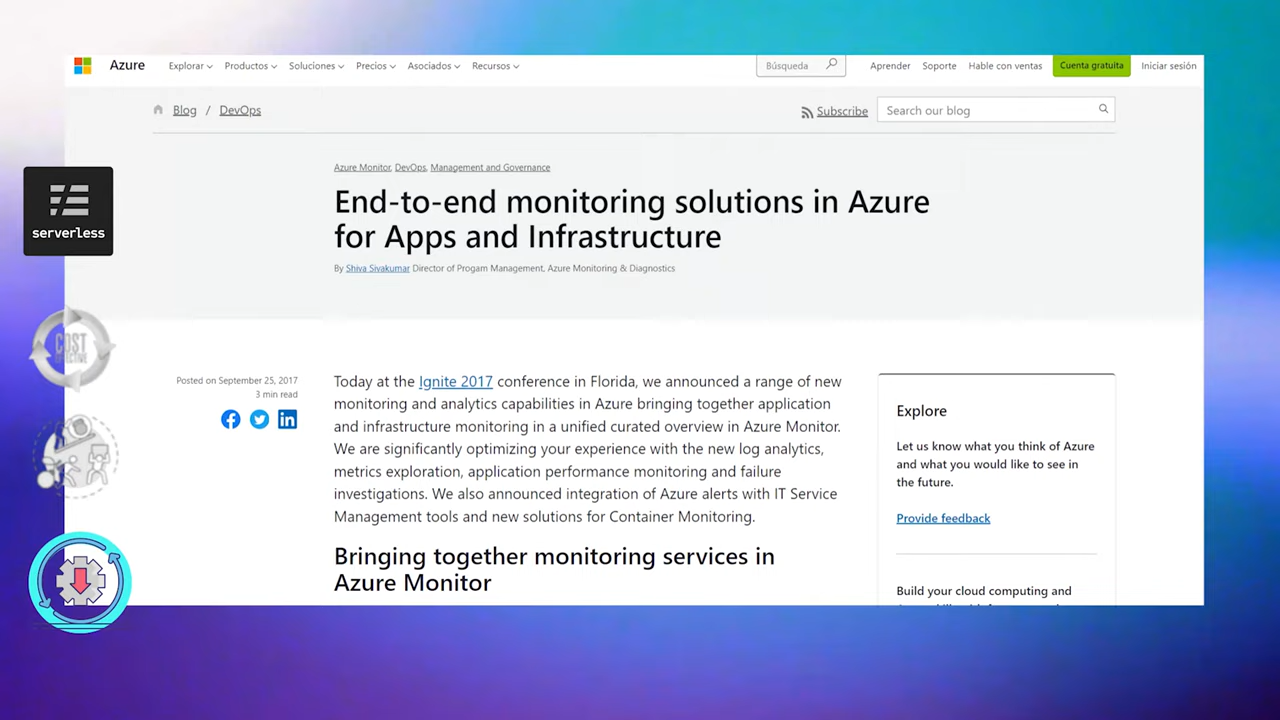 Azure
Explorar
Productos
Soluciones
Precios
Asociados
Recursos
Búsqueda
Aprender
Soporte
Hable con ventas
Cuenta gratuita
Iniciar sesión
Blog / DevOps
Subscribe
Search our blog
serverless
Azure Monitor, DevOps, Management and Governance
End-to-end monitoring solutions in Azure
for Apps and Infrastructure
By Shiva Sivakumar Director of Progam Management, Azure Monitoring & Diagnostics
COST
Posted on September 25, 2017
3 min read
Today at the Ignite 2017 conference in Florida, we announced a range of new
monitoring and analytics capabilities in Azure bringing together application
and infrastructure monitoring in a unified curated overview in Azure Monitor.
We are significantly optimizing your experience with the new log analytics,
metrics exploration, application performance monitoring and failure
investigations. We also announced integration of Azure alerts with IT Service
Management tools and new solutions for Container Monitoring.
Bringing together monitoring services in
Azure Monitor
Explore
Let us know what you think of Azure
and what you would like to see in
the future.
Provide feedback
Build your cloud computing and